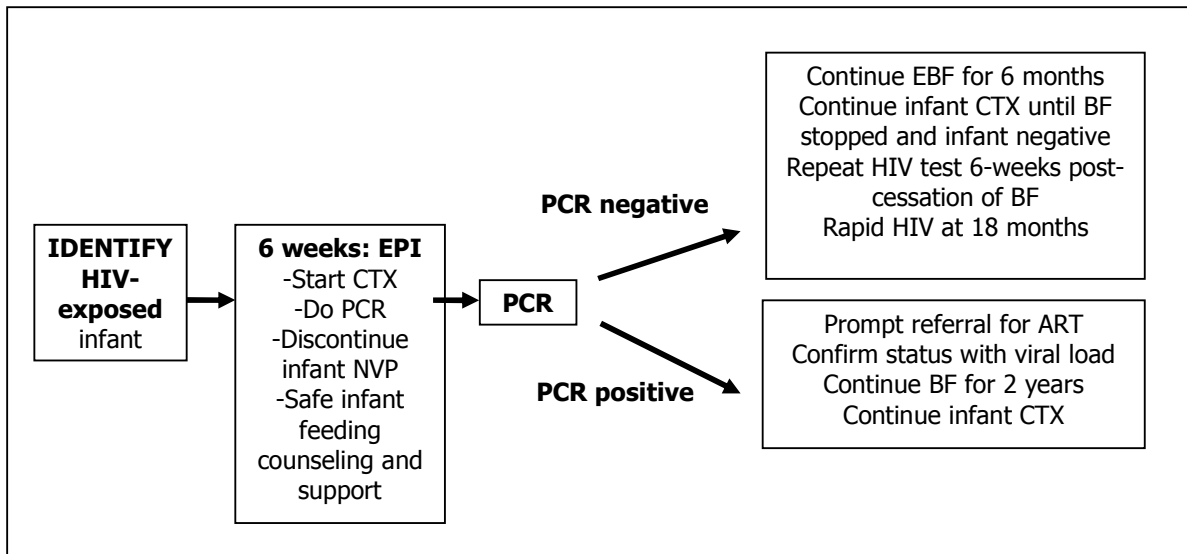 IDENTIFY
HIV-
exposed
infant
6 weeks: EPI
-Start CTX
-Do PCR
-Discontinue
infant NVP
-Safe infant
feeding
counseling and
support
PCR
PCR negative
Continue EBF for 6 months
Continue infant CTX until BF
stopped and infant negative
Repeat HIV test 6-weeks post-
cessation of BF
Rapid HIV at 18 months
PCR positive
Prompt referral for ART
Confirm status with viral load
Continue BF for 2 years
Continue infant CTX